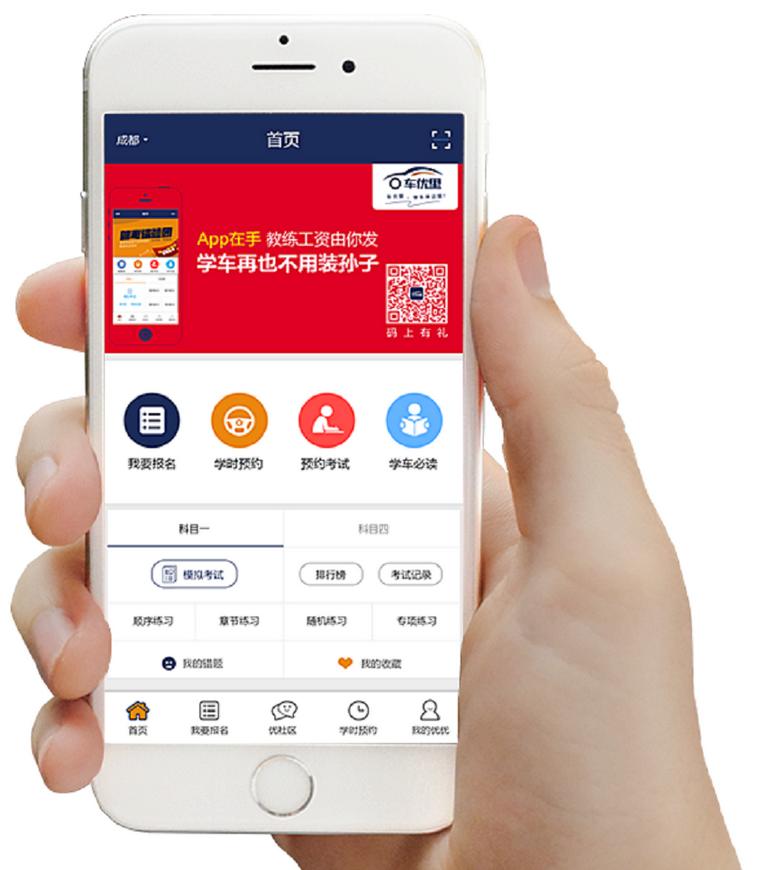 成都
首页
车优里
App在手 教练工资由你发
学车再也不用装孙子
码上有礼
我要报名
学时预约
预约考试
学车必读
科目一
科目四
模拟考试
排行榜
考试记录
顺序练习
章节练习
随机练习
专项练习
我的错题
我的收藏
首页
我要报名
优社区
学时预约
我的优优